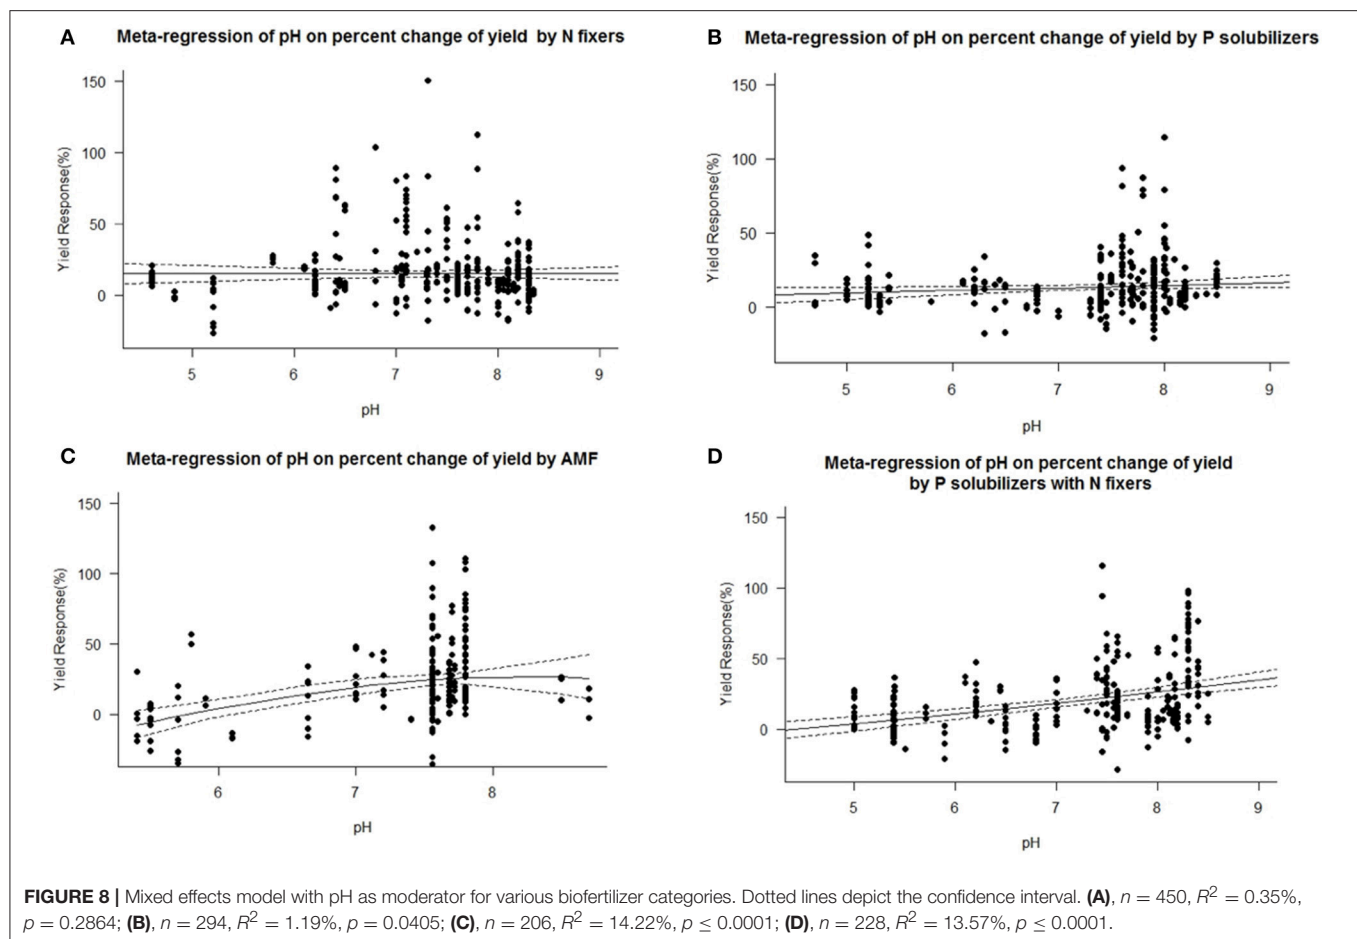 A
Meta-regression of pH on percent change of yield by N fixers
150
100
50
0
Yield Response(%)
5 6 7 8 9
pH
B
Meta-regression of pH on percent change of yield by P solubilizers
150
100
50
0
Yield Response(%)
5 6 7 8 9
pH
C
Meta-regression of pH on percent change of yield by AMF
150
100
50
0
Yield Response(%)
6 7 8
pH
D
Meta-regression of pH on percent change of yield
by P solubilizers with N fixers
150
100
50
0
Yield Response(%)
5 6 7 8 9
pH
FIGURE 8 | Mixed effects model with pH as moderator for various biofertilizer categories. Dotted lines depict the confidence interval. (A), n = 450, R² = 0.35%,
p = 0.2864; (B), n = 294, R² = 1.19%, p = 0.0405; (C), n = 206, R² = 14.22%, p ≤ 0.0001; (D), n = 228, R² = 13.57%, p ≤ 0.0001.